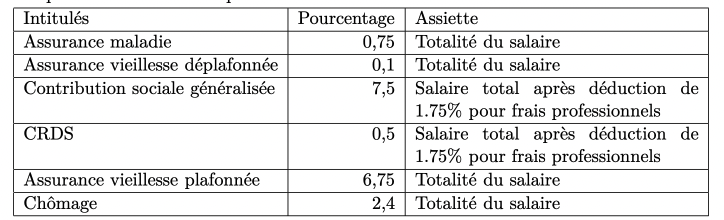 Intitulés Pourcentage Assiette
Assurance maladie 0,75 Totalité du salaire
Assurance vieillesse déplafonnée 0,1 Totalité du salaire
Contribution sociale généralisée 7,5 Salaire total après déduction de
1.75% pour frais professionnels
CRDS 0,5 Salaire total après déduction de
1.75% pour frais professionnels
Assurance vieillesse plafonnée 6,75 Totalité du salaire
Chômage 2,4 Totalité du salaire